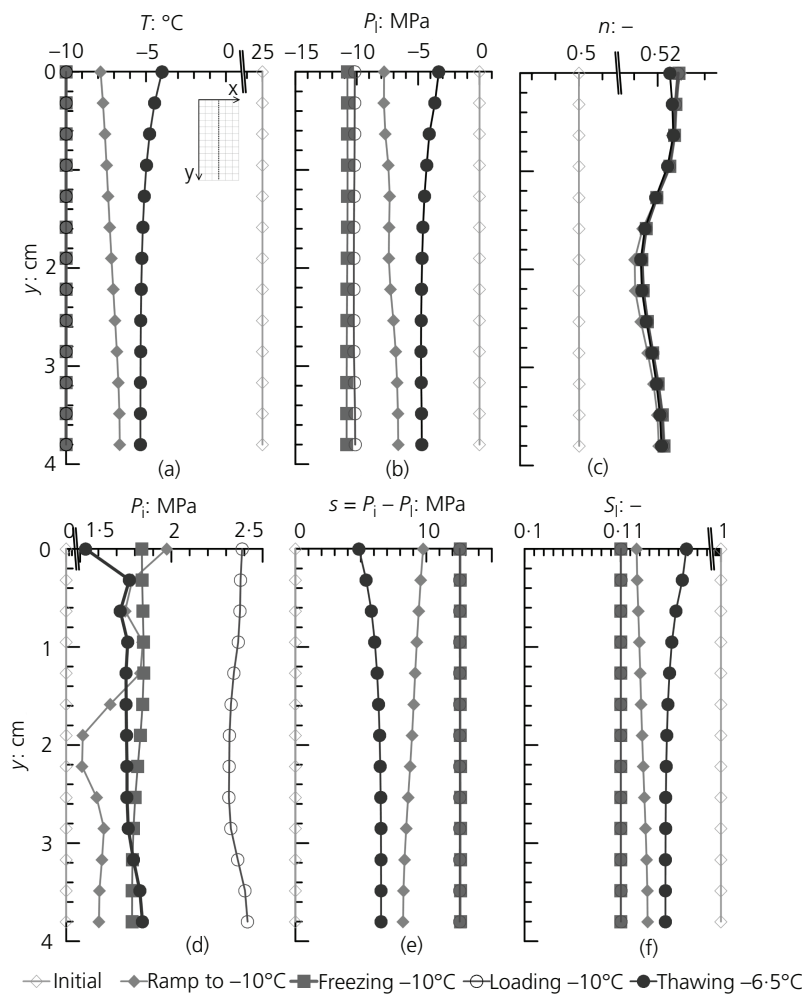 T: °C
−10 −5 0 25
P_l: MPa
−15 −10 −5 0
n: –
0·5 0·52
0
2
3
4
y: cm
x
y
(a)
(b)
(c)
P_i: MPa
0 1·5 2 2·5
s = P_i − P_l: MPa
0 10
S_l: –
0·1 0·11 1
0
1
2
3
4
y: cm
(d)
(e)
(f)
Initial Ramp to −10°C Freezing −10°C Loading −10°C Thawing −6·5°C